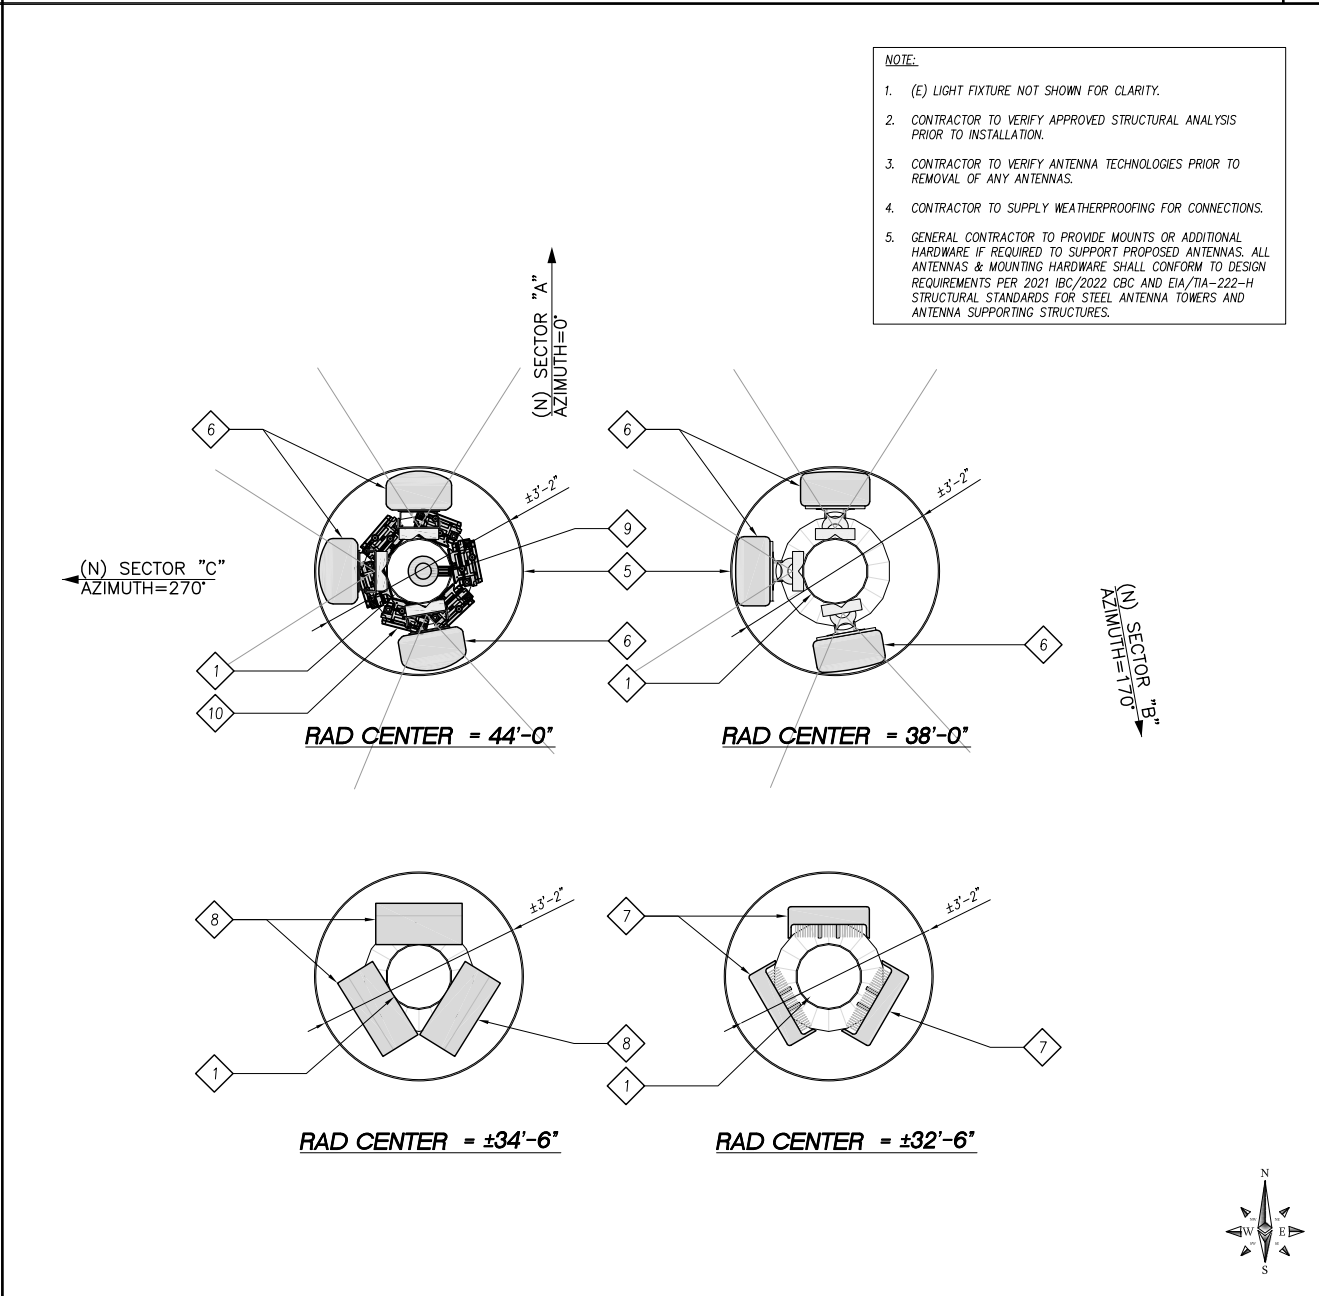 NOTE:
1. (E) LIGHT FIXTURE NOT SHOWN FOR CLARITY.
2. CONTRACTOR TO VERIFY APPROVED STRUCTURAL ANALYSIS
PRIOR TO INSTALLATION.
3. CONTRACTOR TO VERIFY ANTENNA TECHNOLOGIES PRIOR TO
REMOVAL OF ANY ANTENNAS.
4. CONTRACTOR TO SUPPLY WEATHERPROOFING FOR CONNECTIONS.
5. GENERAL CONTRACTOR TO PROVIDE MOUNTS OR ADDITIONAL
HARDWARE IF REQUIRED TO SUPPORT PROPOSED ANTENNAS. ALL
ANTENNAS & MOUNTING HARDWARE SHALL CONFORM TO DESIGN
REQUIREMENTS PER 2021 IBC/2022 CBC AND EIA/TIA-222-H
STRUCTURAL STANDARDS FOR STEEL ANTENNA TOWERS AND
ANTENNA SUPPORTING STRUCTURES.
(N) SECTOR "A"
AZIMUTH=0°
6
6
±3'-2"
±3'-2"
9
(N) SECTOR "C"
AZIMUTH=270°
5
(N) SECTOR "B"
AZIMUTH=170°
6
6
1
1
10
RAD CENTER = 44'-0"
RAD CENTER = 38'-0"
±3'-2"
±3'-2"
8
7
8
7
1
1
RAD CENTER = ±34'-6"
RAD CENTER = ±32'-6"
N
NW
NE
W
E
SW
SE
S